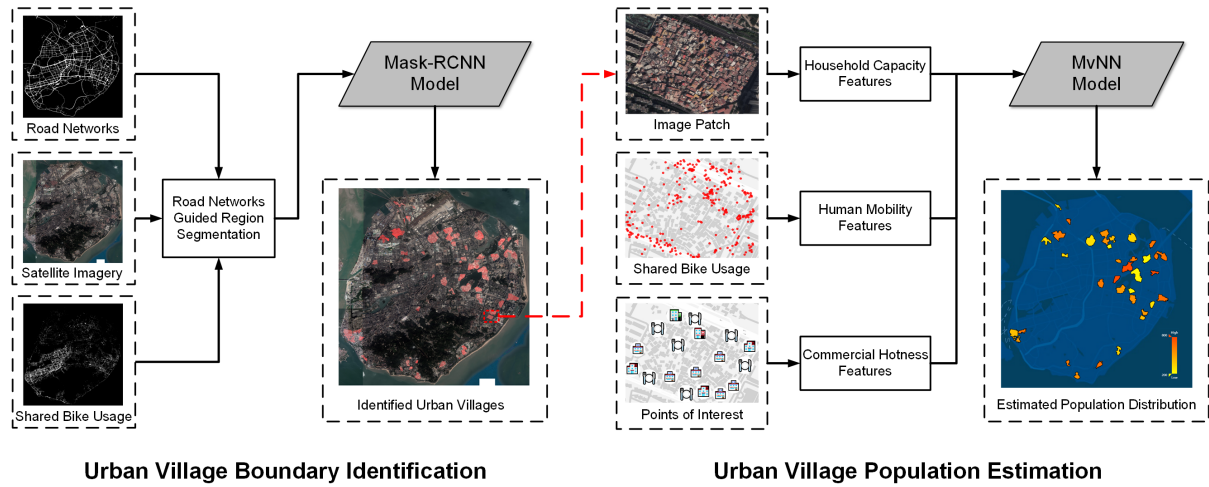 Road Networks
Satellite Imagery
Shared Bike Usage
Road Networks
Guided Region
Segmentation
Mask-RCNN
Model
Identified Urban Villages
Urban Village Boundary Identification
Image Patch
Shared Bike Usage
Points of Interest
Household Capacity
Features
Human Mobility
Features
Commercial Hotness
Features
MvNN
Model
Estimated Population Distribution
Urban Village Population Estimation